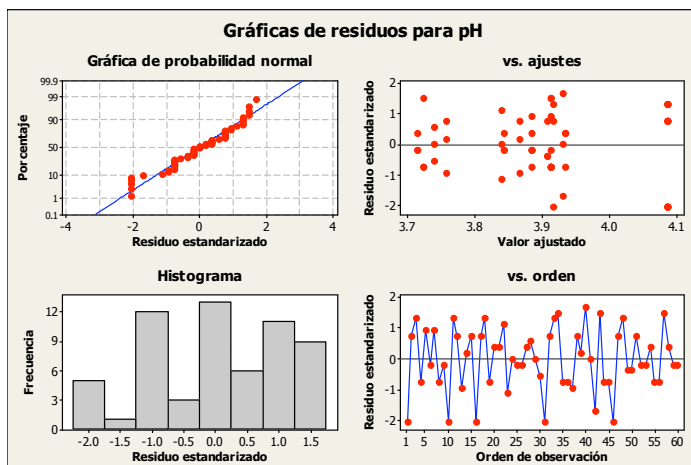 Gráficas de residuos para pH
Gráfica de probabilidad normal
Porcentaje
99.9
99
90
50
10
1
0.1
-4 -2 0 2 4
Residuo estandarizado
vs. ajustes
Residuo estandarizado
2
1
0
-1
-2
3.7 3.8 3.9 4.0 4.1
Valor ajustado
Histograma
Frecuencia
12
9
6
3
0
-2.0 -1.5 -1.0 -0.5 0.0 0.5 1.0 1.5
Residuo estandarizado
vs. orden
Residuo estandarizado
2
1
0
-1
-2
1 5 10 15 20 25 30 35 40 45 50 55 60
Orden de observación